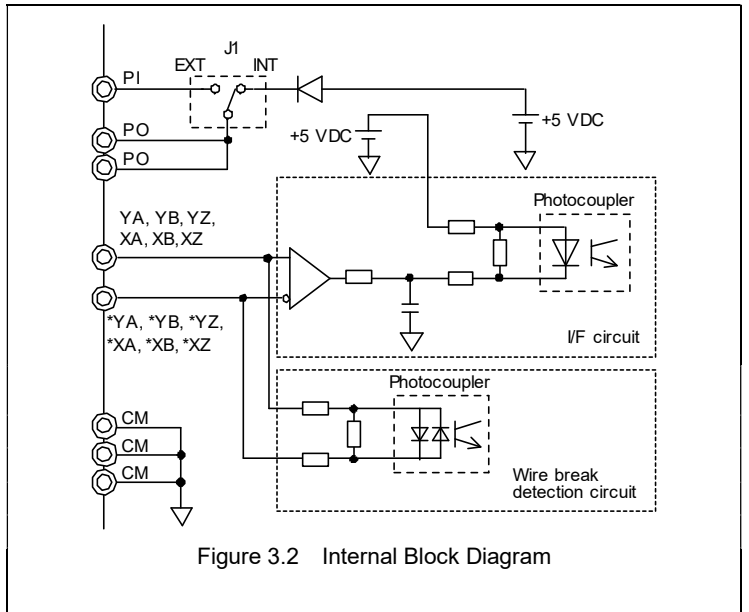 J1
EXT INT
PI
PO
PO
+5 VDC
+5 VDC
Photocoupler
YA, YB, YZ,
XA, XB, XZ
*YA, *YB, *YZ,
*XA, *XB, *XZ
I/F circuit
Photocoupler
CM
CM
CM
Wire break
detection circuit
Figure 3.2 Internal Block Diagram